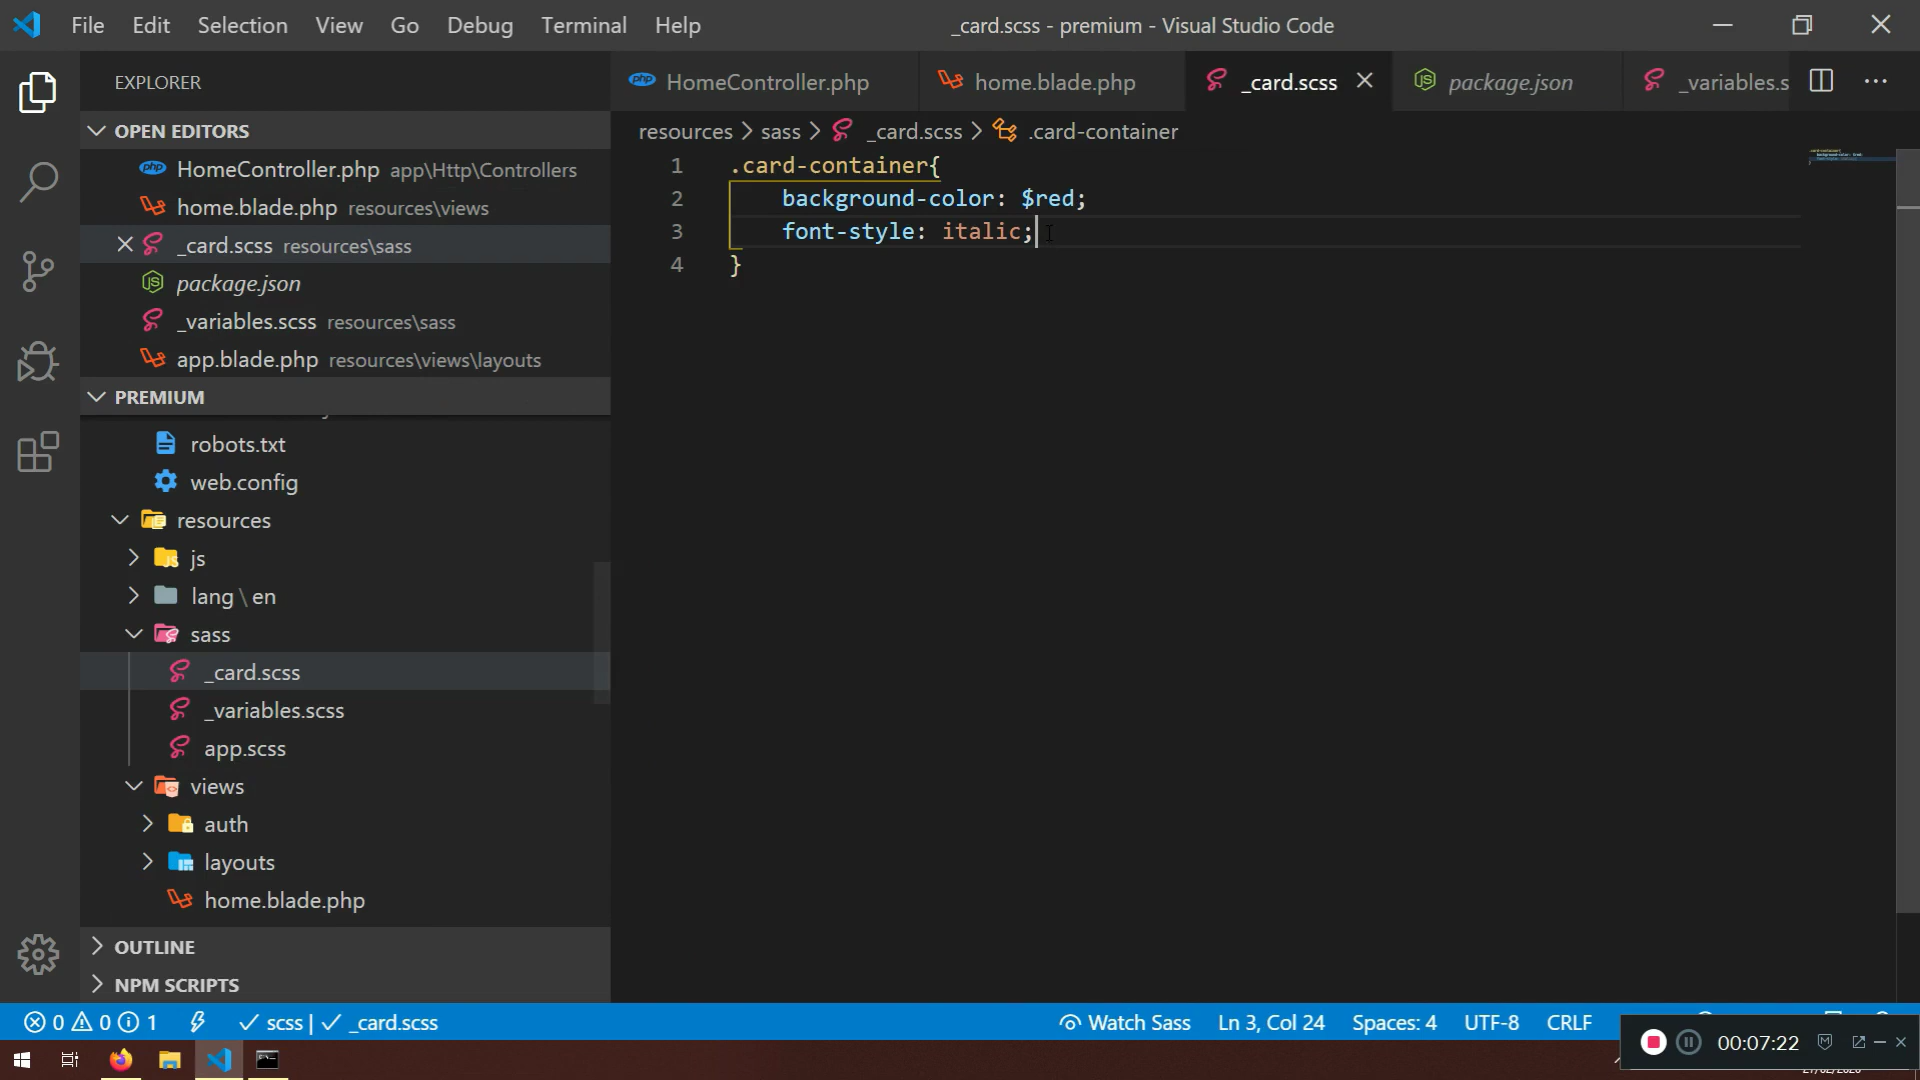 File Edit Selection View Go Debug Terminal Help
_card.scss - premium - Visual Studio Code
EXPLORER
OPEN EDITORS
HomeController.php app\Http\Controllers
home.blade.php resources\views
_card.scss resources\sass
package.json
_variables.scss resources\sass
app.blade.php resources\views\layouts
PREMIUM
robots.txt
web.config
resources
js
lang \ en
sass
_card.scss
_variables.scss
app.scss
views
auth
layouts
home.blade.php
OUTLINE
NPM SCRIPTS
HomeController.php home.blade.php _card.scss package.json _variables.s
resources > sass > _card.scss > .card-container
1 .card-container{
2 background-color: $red;
3 font-style: italic;
4 }
0 0 1 scss | _card.scss
Watch Sass Ln 3, Col 24 Spaces: 4 UTF-8 CRLF
00:07:22